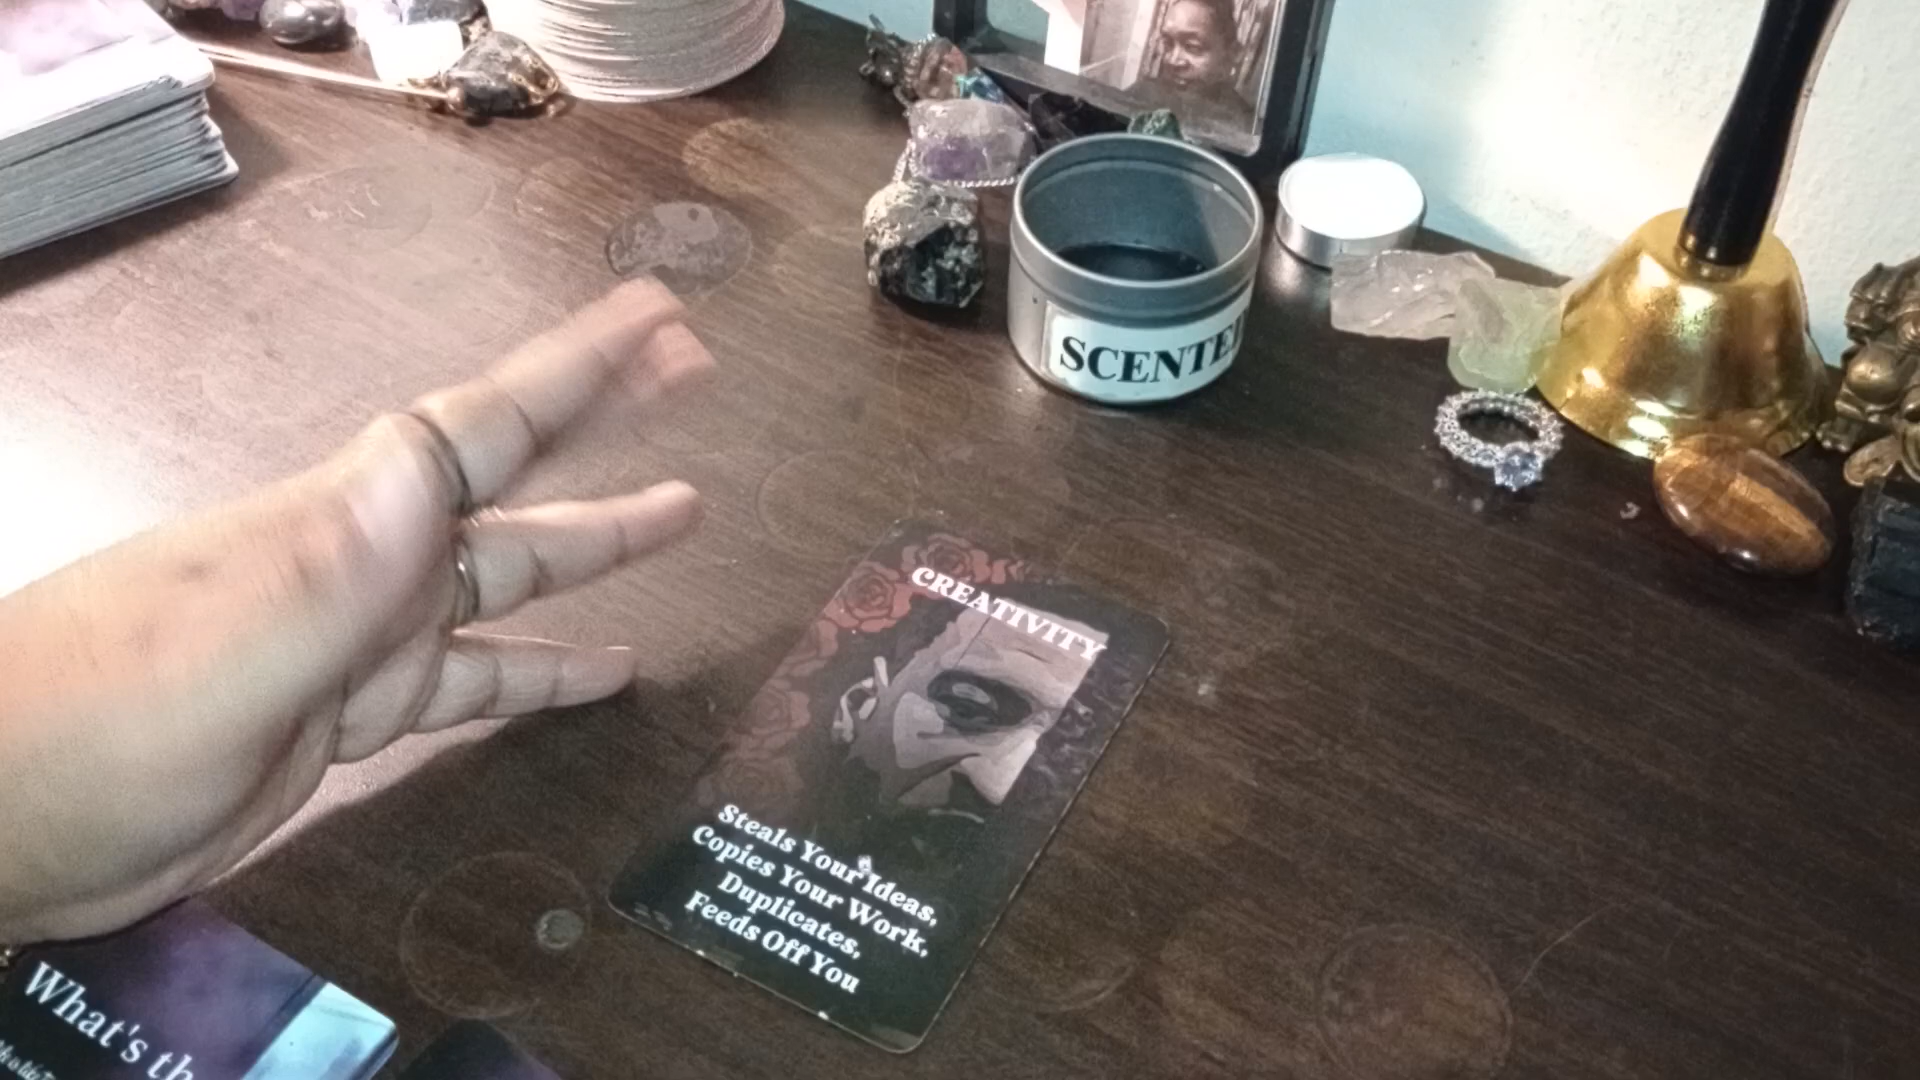 SCENTE
CREATIVITY
Steals Your Ideas,
Copies Your Work,
Duplicates,
Feeds Off You
What's th